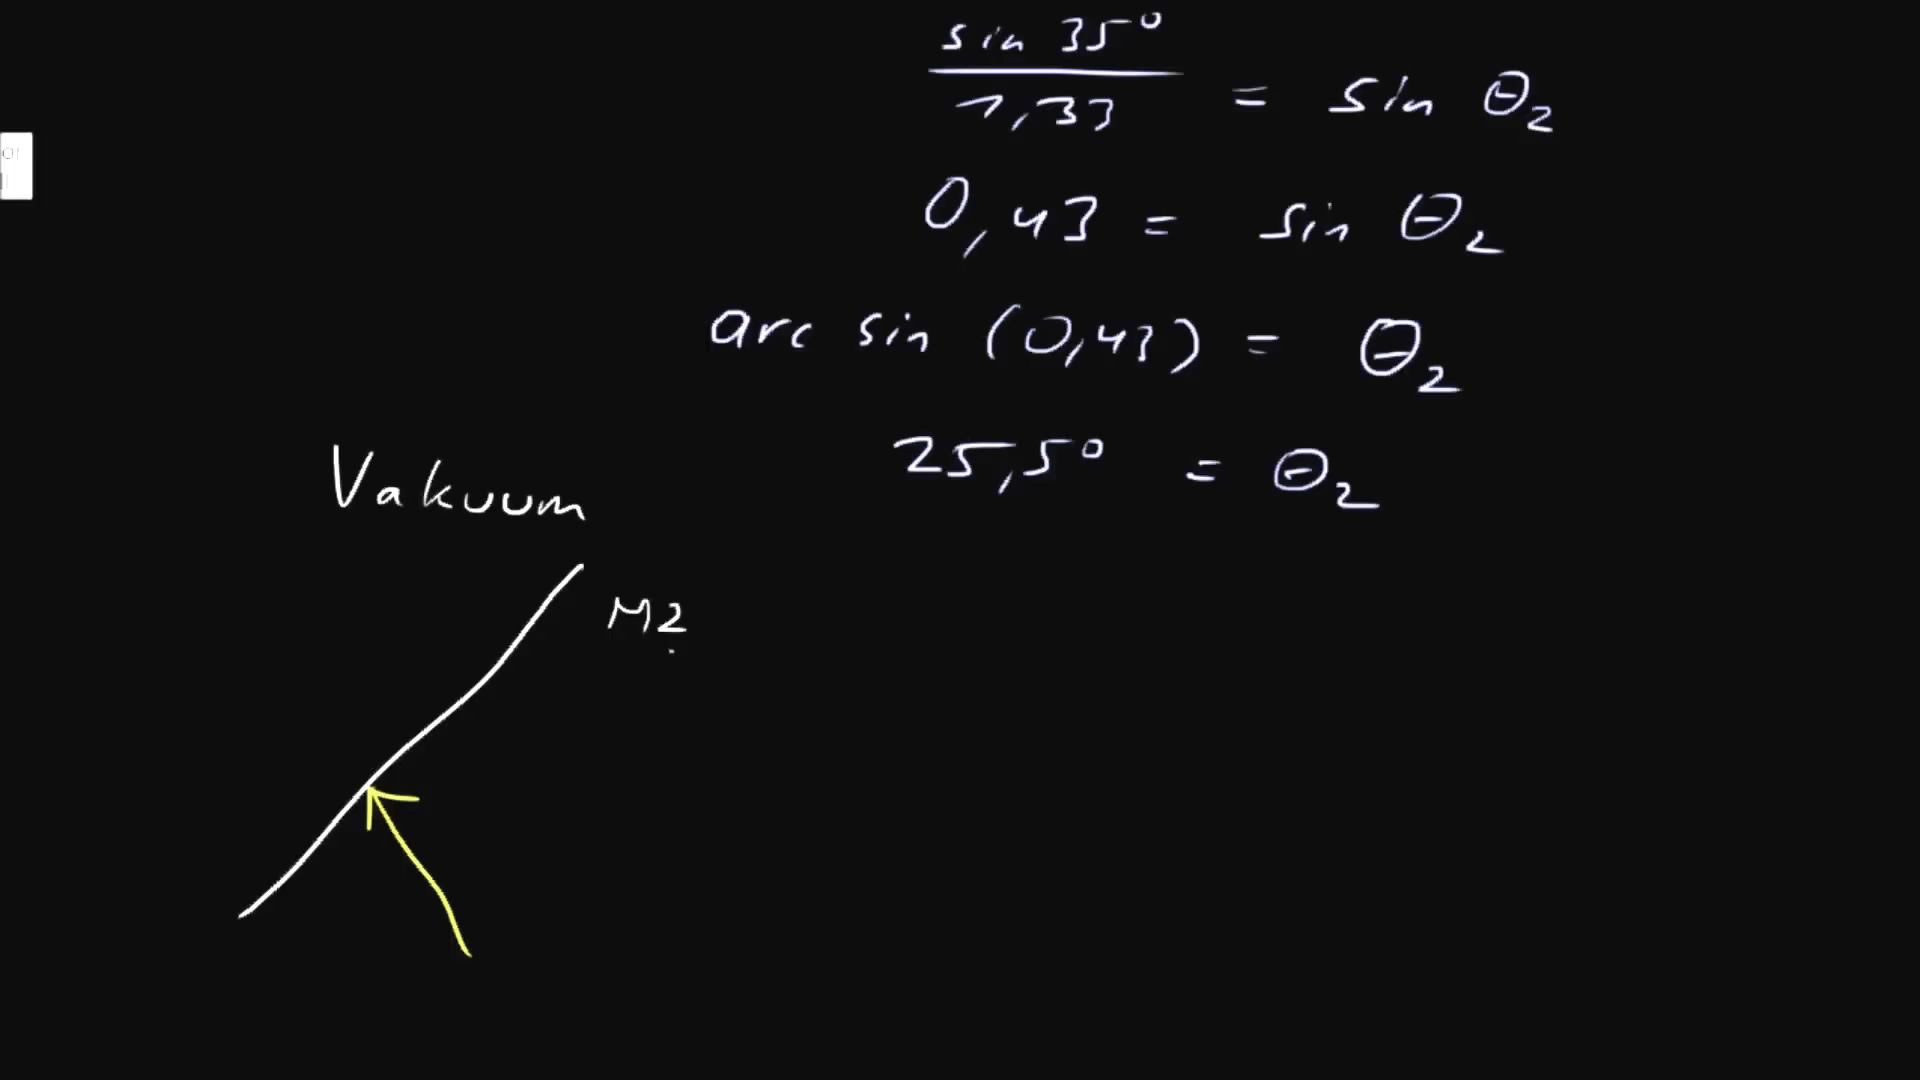 sin 35°
1,33 = sin Θ₂
0,43 = sin Θ₂
arc sin (0,43) = Θ₂
25,5° = Θ₂
Vakuum
M2